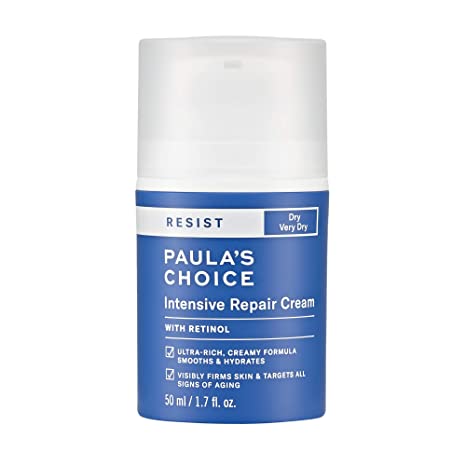 RESIST
Dry
Very Dry
PAULA'S
CHOICE
Intensive Repair Cream
WITH RETINOL
ULTRA-RICH, CREAMY FORMULA
SMOOTHS & HYDRATES
VISIBLY FIRMS SKIN & TARGETS ALL
SIGNS OF AGING
50 ml / 1.7 fl. oz.